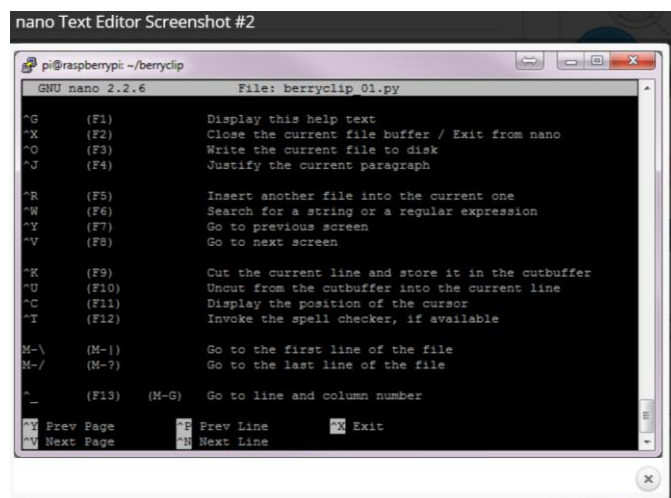 nano Text Editor Screenshot #2
pi@raspberrypi: ~/berryclip
GNU nano 2.2.6 File: berryclip_01.py
^G (F1) Display this help text
^X (F2) Close the current file buffer / Exit from nano
^O (F3) Write the current file to disk
^J (F4) Justify the current paragraph
^R (F5) Insert another file into the current one
^W (F6) Search for a string or a regular expression
^Y (F7) Go to previous screen
^V (F8) Go to next screen
^K (F9) Cut the current line and store it in the cutbuffer
^U (F10) Uncut from the cutbuffer into the current line
^C (F11) Display the position of the cursor
^T (F12) Invoke the spell checker, if available
M-\ (M-|) Go to the first line of the file
M-/ (M-?) Go to the last line of the file
^_ (F13) (M-G) Go to line and column number
^Y Prev Page ^P Prev Line ^X Exit
^V Next Page ^N Next Line